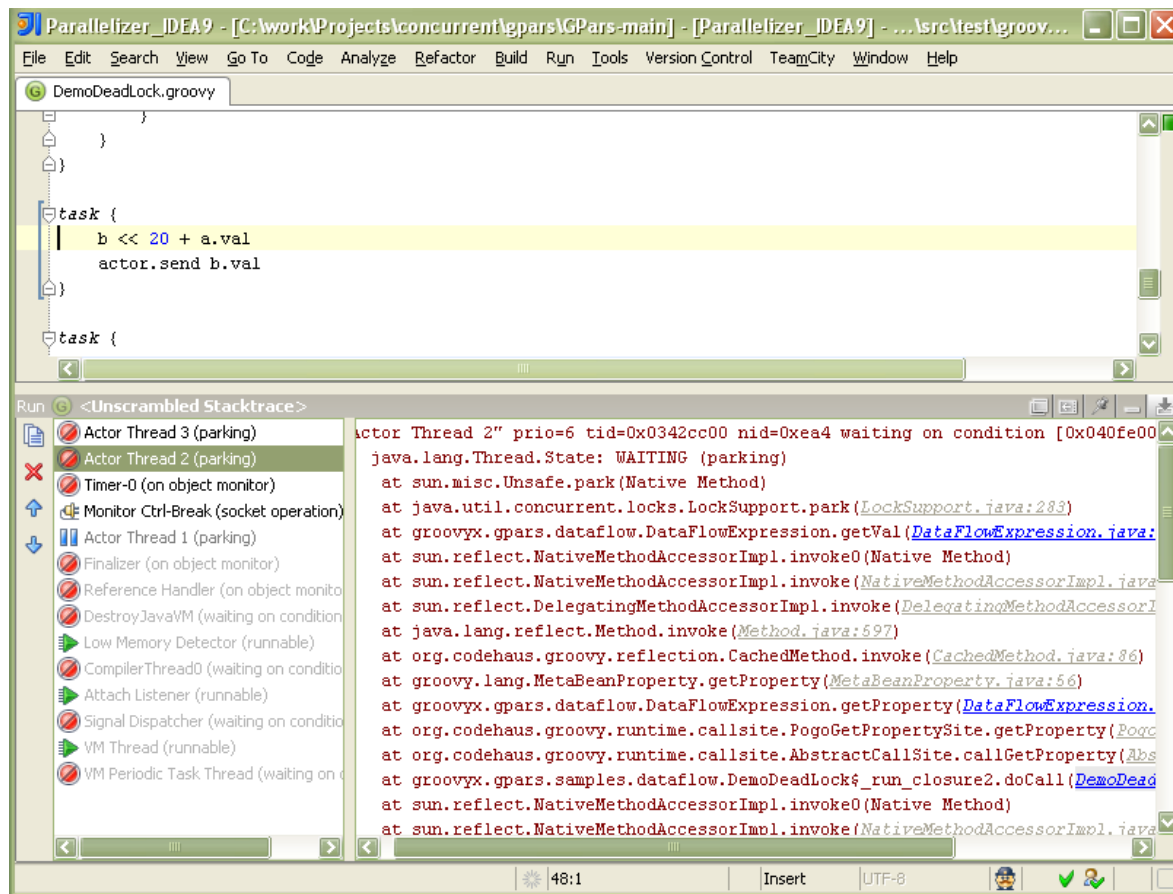 Parallelizer_IDEA9 - [C:\work\Projects\concurrent\gpars\GPars-main] - [Parallelizer_IDEA9] - ...\src\test\groov...
File Edit Search View Go To Code Analyze Refactor Build Run Tools Version Control TeamCity Window Help
DemoDeadLock.groovy
}
}
}
task {
b << 20 + a.val
actor.send b.val
}
task {
Run <Unscrambled Stacktrace>
Actor Thread 3 (parking)
Actor Thread 2 (parking)
Timer-0 (on object monitor)
Monitor Ctrl-Break (socket operation)
Actor Thread 1 (parking)
Finalizer (on object monitor)
Reference Handler (on object monito
DestroyJavaVM (waiting on condition
Low Memory Detector (runnable)
CompilerThread0 (waiting on conditio
Attach Listener (runnable)
Signal Dispatcher (waiting on conditio
VM Thread (runnable)
VM Periodic Task Thread (waiting on c
Actor Thread 2" prio=6 tid=0x0342cc00 nid=0xea4 waiting on condition [0x040fe00
java.lang.Thread.State: WAITING (parking)
at sun.misc.Unsafe.park(Native Method)
at java.util.concurrent.locks.LockSupport.park(LockSupport.java:283)
at groovyx.gpars.dataflow.DataFlowExpression.getVal(DataFlowExpression.java:
at sun.reflect.NativeMethodAccessorImpl.invoke0(Native Method)
at sun.reflect.NativeMethodAccessorImpl.invoke(NativeMethodAccessorImpl.java
at sun.reflect.DelegatingMethodAccessorImpl.invoke(DelegatingMethodAccessorI
at java.lang.reflect.Method.invoke(Method.java:597)
at org.codehaus.groovy.reflection.CachedMethod.invoke(CachedMethod.java:86)
at groovy.lang.MetaBeanProperty.getProperty(MetaBeanProperty.java:56)
at groovyx.gpars.dataflow.DataFlowExpression.getProperty(DataFlowExpression.
at org.codehaus.groovy.runtime.callsite.PogoGetPropertySite.getProperty(Pogo
at org.codehaus.groovy.runtime.callsite.AbstractCallSite.callGetProperty(Abs
at groovyx.gpars.samples.dataflow.DemoDeadLock$_run_closure2.doCall(DemoDead
at sun.reflect.NativeMethodAccessorImpl.invoke0(Native Method)
at sun.reflect.NativeMethodAccessorImpl.invoke(NativeMethodAccessorImpl.java
48:1 Insert UTF-8